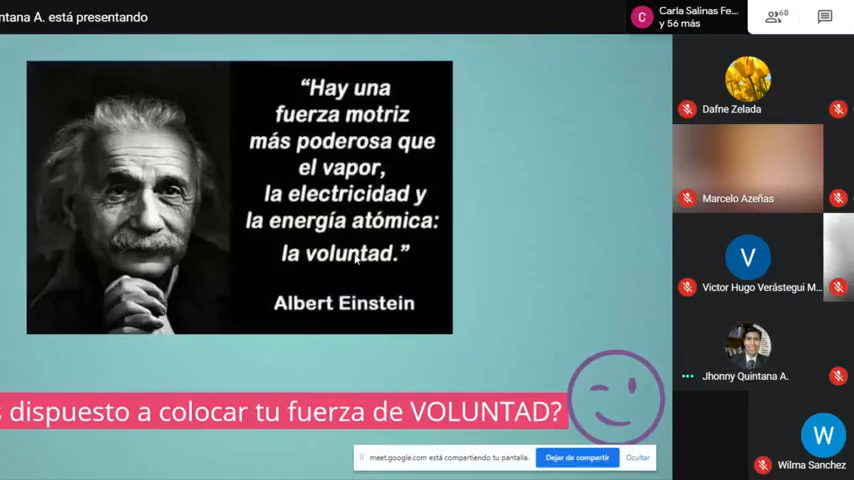 ntana A. está presentando
Carla Salinas Fe...
y 56 más
68
C
“Hay una
fuerza motriz
más poderosa que
el vapor,
la electricidad y
la energía atómica:
la voluntad.”
Albert Einstein
s dispuesto a colocar tu fuerza de VOLUNTAD?
meet.google.com está compartiendo tu pantalla.
Dejar de compartir
Ocultar
Dafne Zelada
Marcelo Azeñas
V
Victor Hugo Verástegui M...
Jhonny Quintana A.
W
Wilma Sanchez